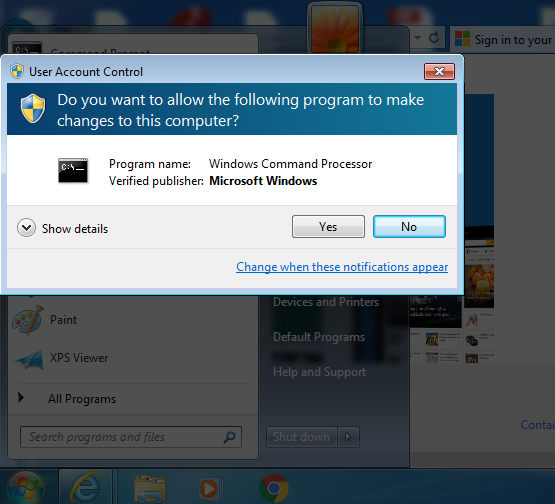 Command Prompt
Sign in to your
User Account Control
Do you want to allow the following program to make
changes to this computer?
C:\
Program name: Windows Command Processor
Verified publisher: Microsoft Windows
Show details
Yes
No
Change when these notifications appear
Devices and Printers
Paint
Default Programs
XPS Viewer
Help and Support
All Programs
Search programs and files
Shut down
Conta